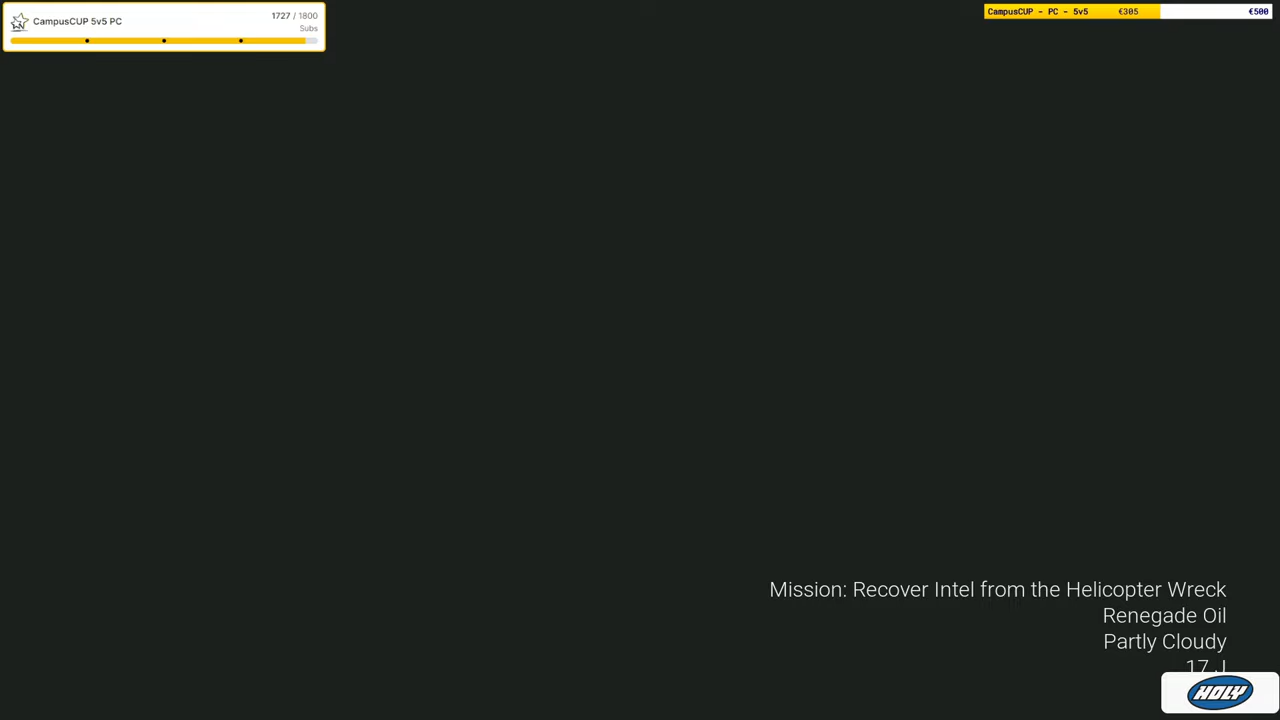 CampusCUP 5v5 PC
1727 / 1800
Subs
CampusCUP - PC - 5v5 €305 €500
Mission: Recover Intel from the Helicopter Wreck
Renegade Oil
Partly Cloudy
17 J
HOLY